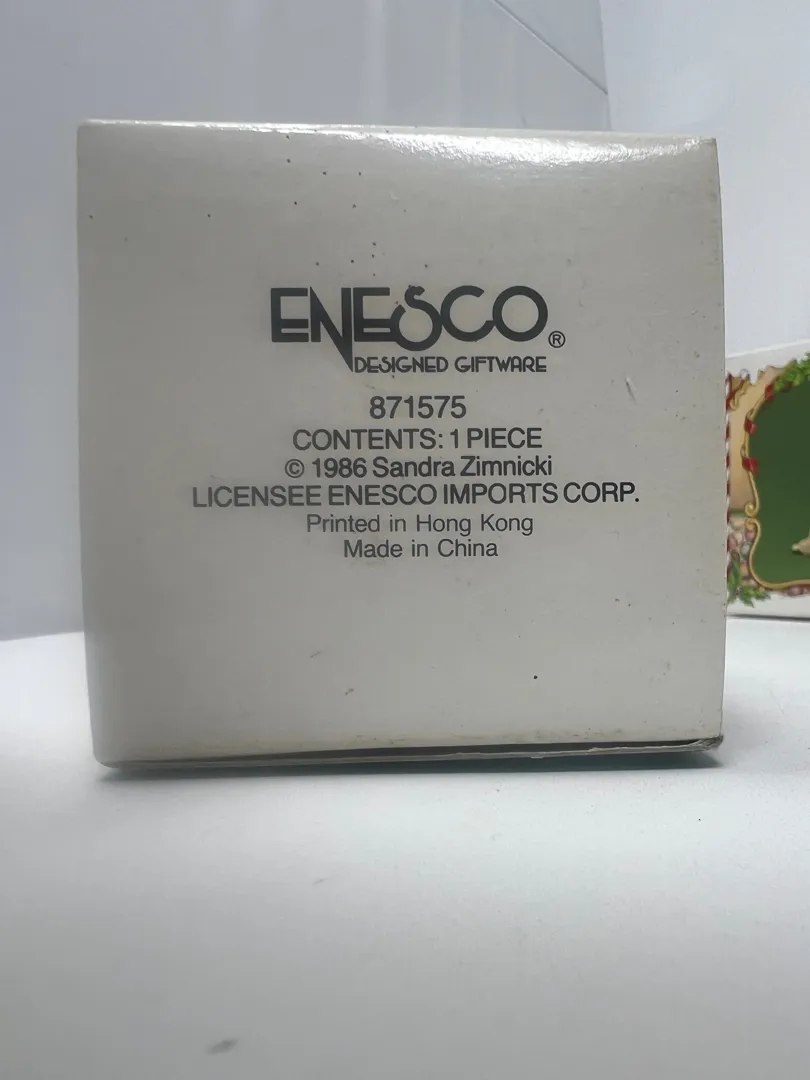 ENESCO®
DESIGNED GIFTWARE
871575
CONTENTS: 1 PIECE
© 1986 Sandra Zimnicki
LICENSEE ENESCO IMPORTS CORP.
Printed in Hong Kong
Made in China